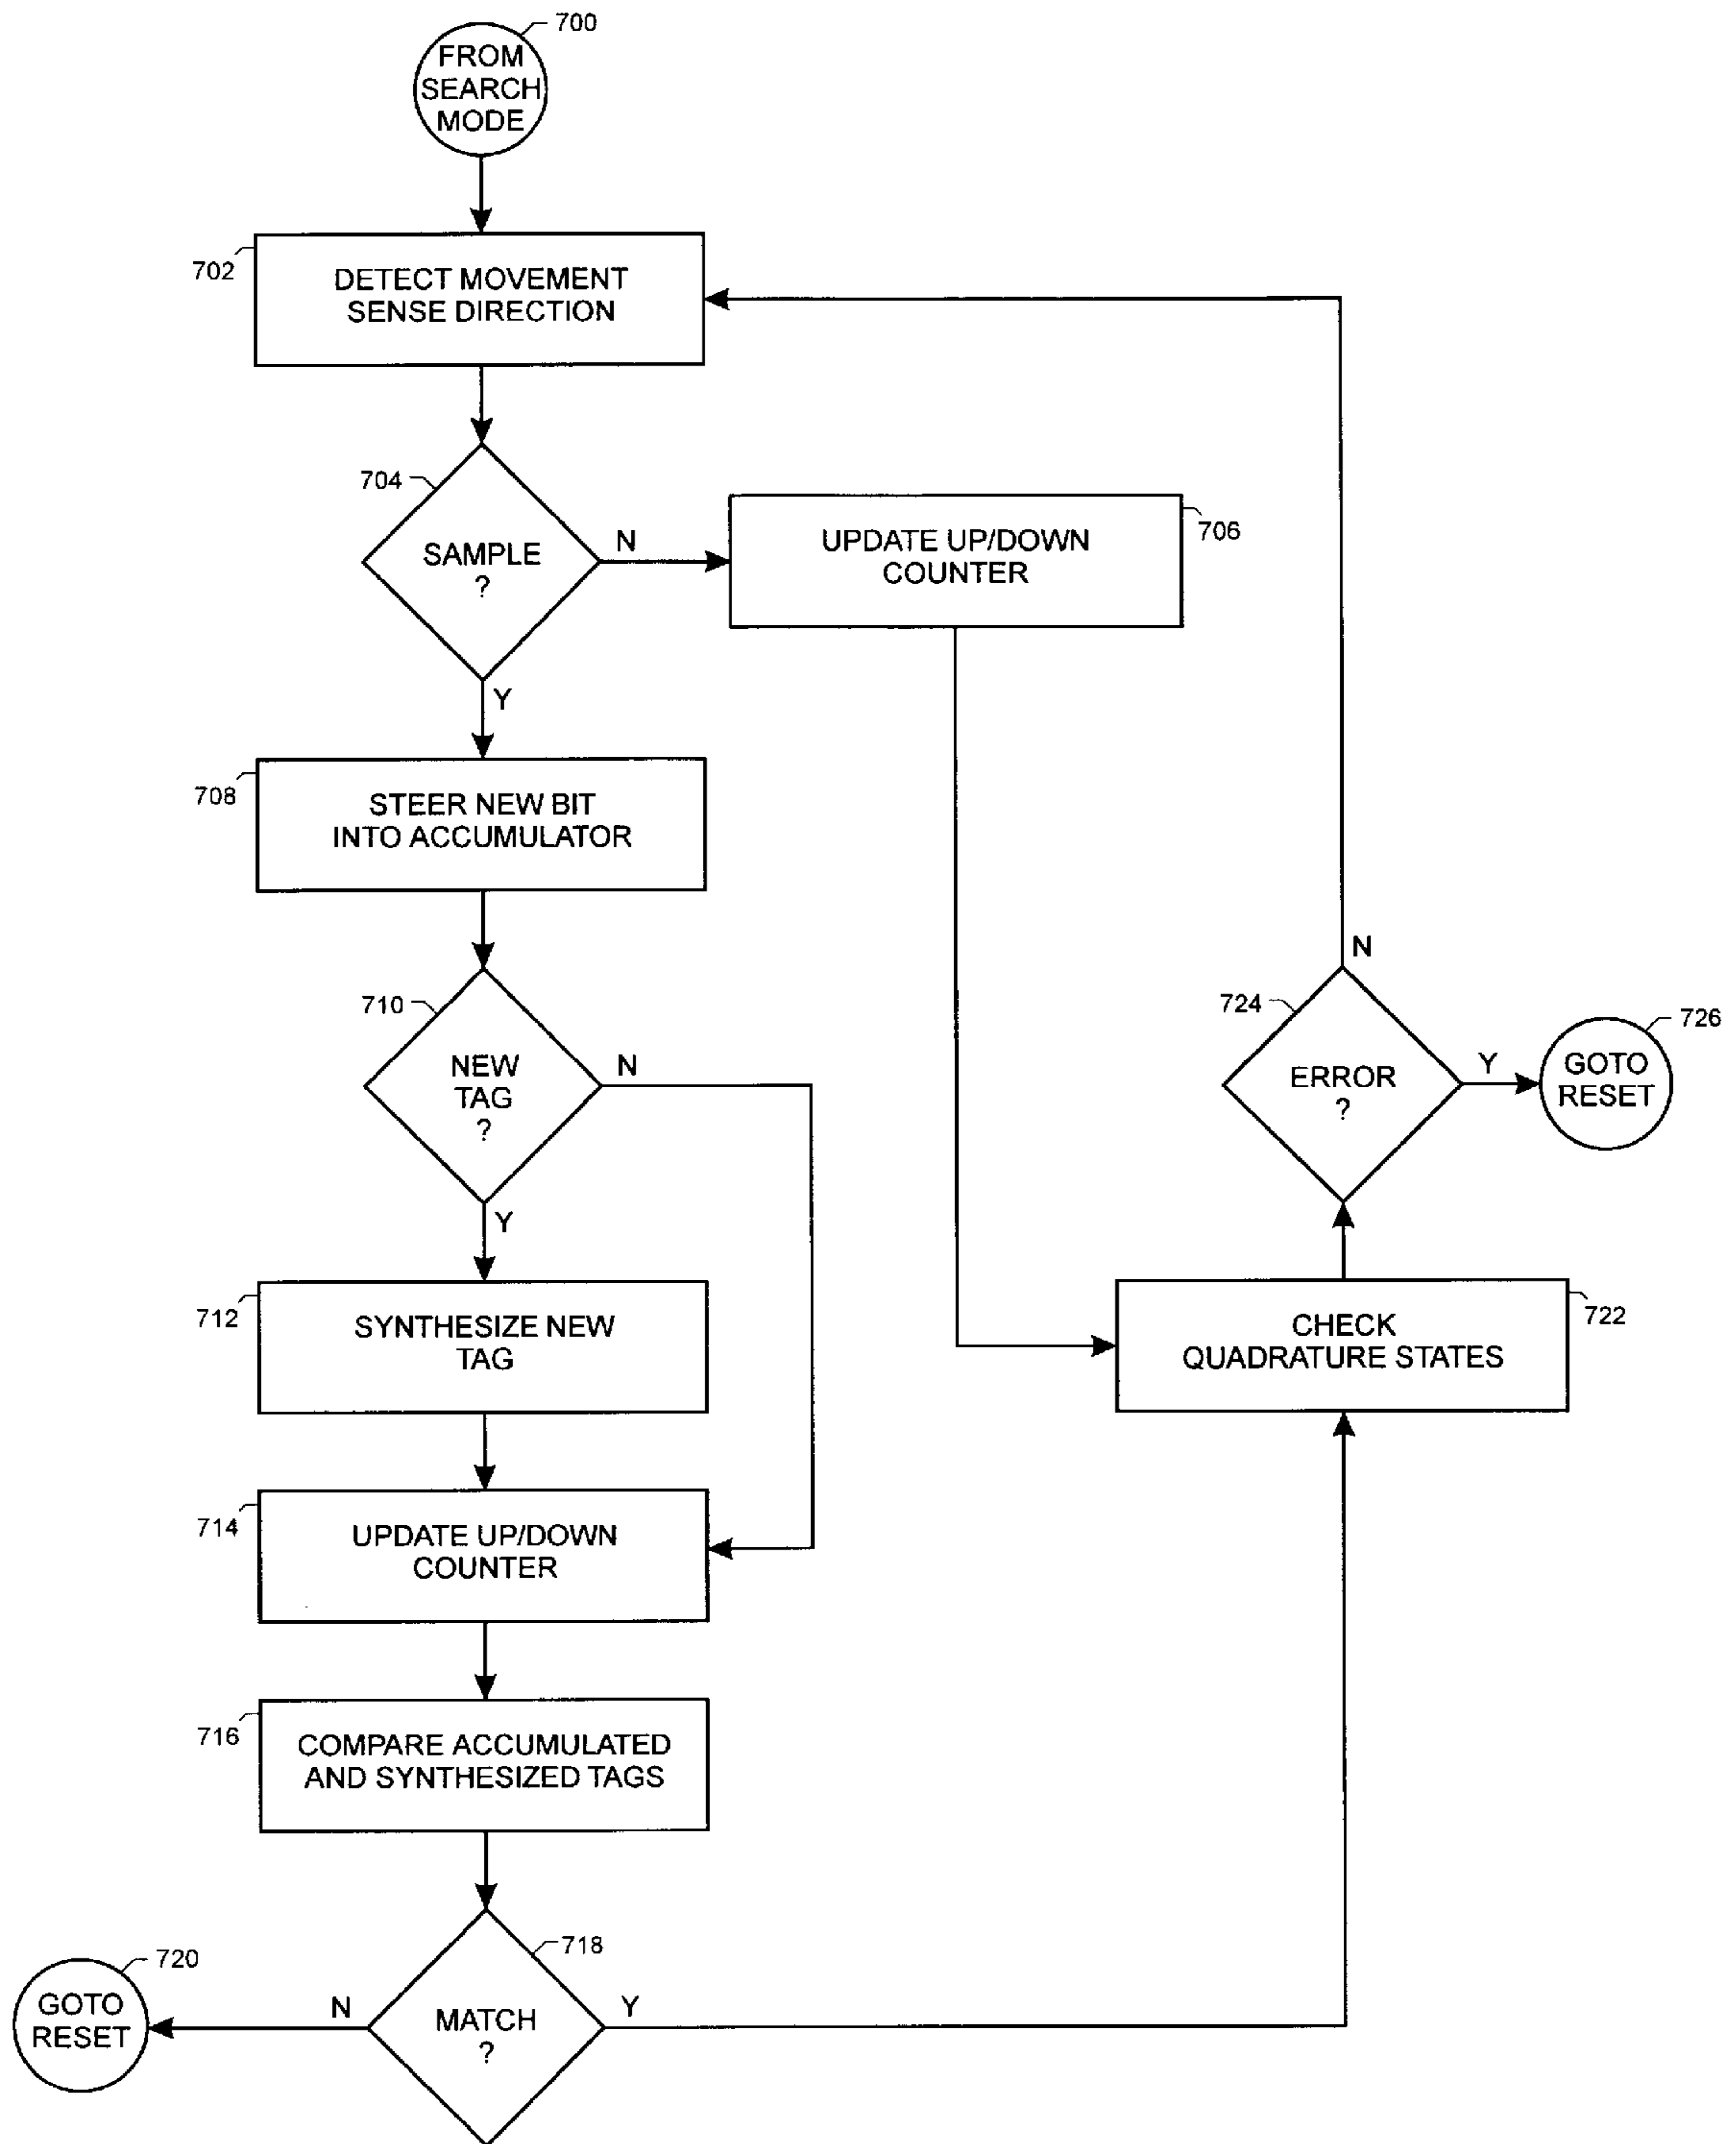 700
FROM
SEARCH
MODE
702
DETECT MOVEMENT
SENSE DIRECTION
704
SAMPLE
?
N
Y
706
UPDATE UP/DOWN
COUNTER
708
STEER NEW BIT
INTO ACCUMULATOR
710
NEW
TAG
?
N
Y
712
SYNTHESIZE NEW
TAG
714
UPDATE UP/DOWN
COUNTER
716
COMPARE ACCUMULATED
AND SYNTHESIZED TAGS
718
MATCH
?
N
Y
720
GOTO
RESET
722
CHECK
QUADRATURE STATES
724
ERROR
?
N
Y
726
GOTO
RESET